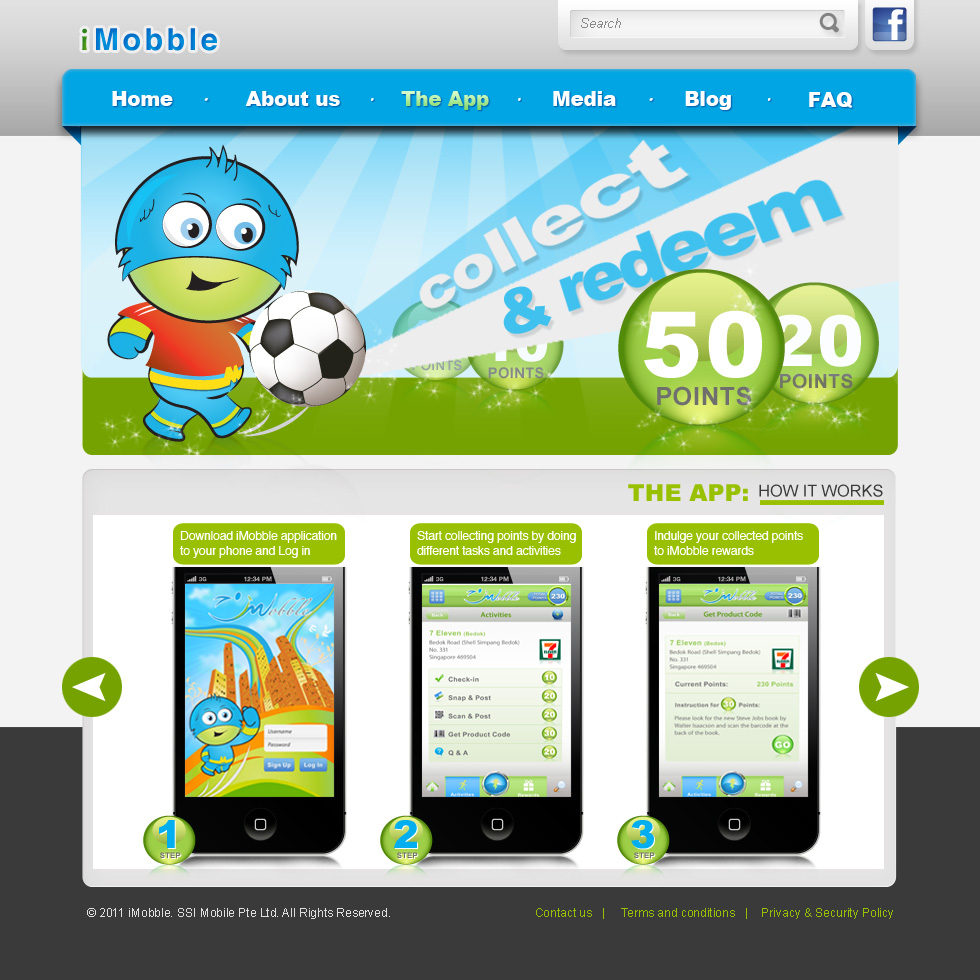 iMobble
Search
Home · About us · The App · Media · Blog · FAQ
collect
& redeem
POINTS
10
POINTS
50
POINTS
20
POINTS
THE APP: HOW IT WORKS
Download iMobble application
to your phone and Log in
3G 12:34 PM
iMobble
Username
Password
Sign Up Log In
1
STEP
Start collecting points by doing
different tasks and activities
3G 12:34 PM
iMobble 230
Back Activities
7 Eleven (Bedok)
Bedok Road (Shell Simpang Bedok)
No. 331
Singapore 469504
Check-in 10
Snap & Post 20
Scan & Post 20
Get Product Code 30
Q & A 20
Activities Rewards
2
STEP
Indulge your collected points
to iMobble rewards
3G 12:34 PM
iMobble 230
Back Get Product Code
7 Eleven (Bedok)
Bedok Road (Shell Simpang Bedok)
No. 331
Singapore 469504
Current Points: 230 Points
Instruction for 30 Points:
Please look for the new Steve Jobs book by
Walter Isaacson and scan the barcode at the
back of the book.
GO
Activities Rewards
3
STEP
© 2011 iMobble. SSI Mobile Pte Ltd. All Rights Reserved.
Contact us | Terms and conditions | Privacy & Security Policy